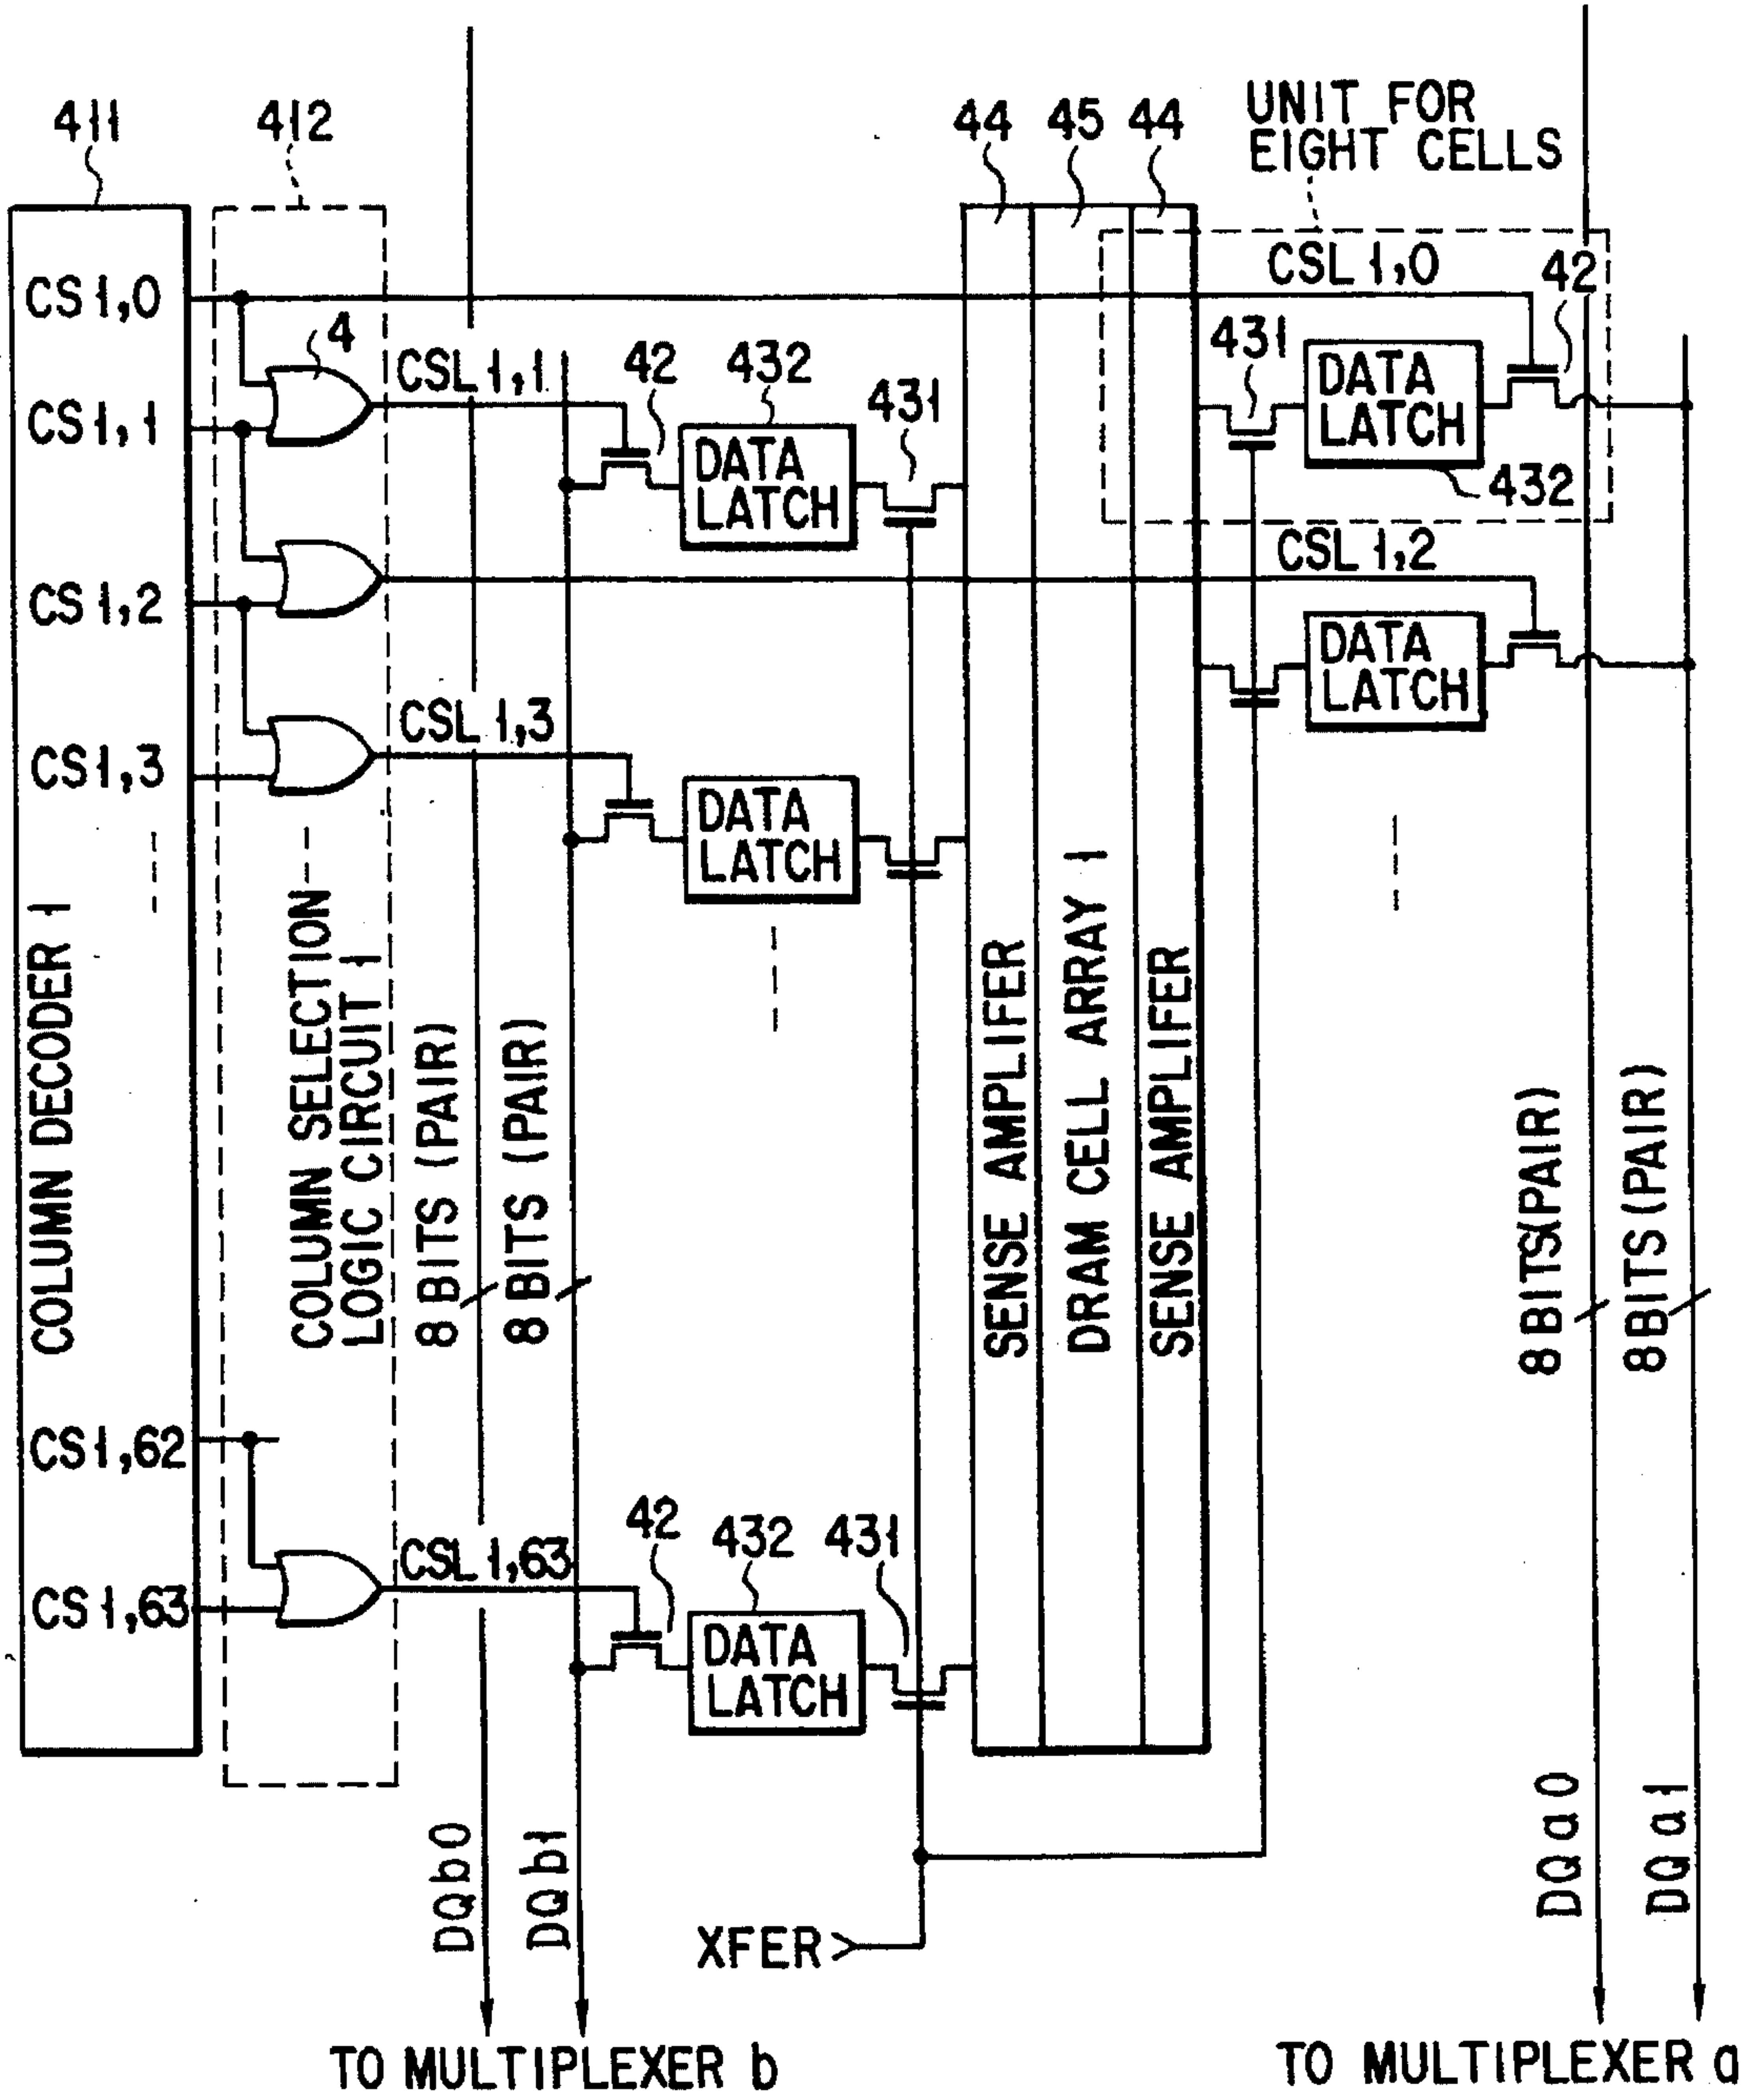 411
412
44
45
44
UNIT FOR
EIGHT CELLS
CS1,0
CSL1,0
42
4
CSL1,1
42
432
431
431
DATA
LATCH
CS1,1
DATA
LATCH
432
CSL1,2
CS1,2
DATA
LATCH
CSL1,3
CS1,3
DATA
LATCH
COLUMN DECODER 1
COLUMN SELECTION
LOGIC CIRCUIT 1
8 BITS (PAIR)
8 BITS (PAIR)
SENSE AMPLIFER
DRAM CELL ARRAY 1
SENSE AMPLIFER
8 BITS(PAIR)
8 BITS (PAIR)
CS1,62
42
432
431
CSL1,63
CS1,63
DATA
LATCH
DQb0
DQb1
DQa0
DQa1
XFER
TO MULTIPLEXER b
TO MULTIPLEXER a